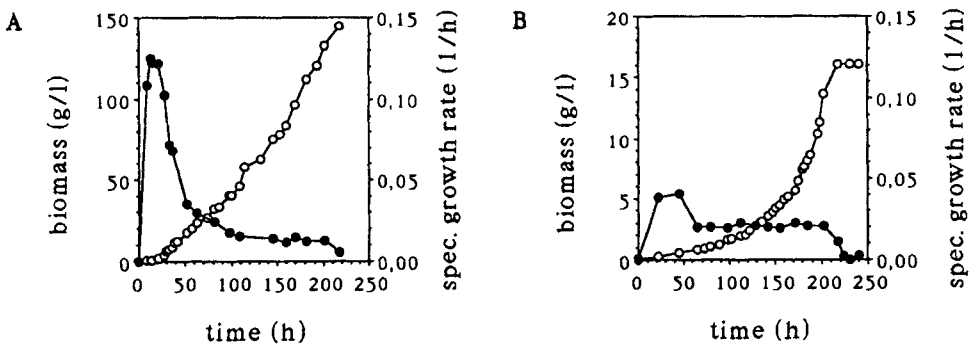 A
biomass (g/l)
150
100
50
0
0,15
0,10
0,05
0,00
spec. growth rate (1/h)
0 50 100 150 200 250
time (h)
B
biomass (g/l)
20
15
10
5
0
0,15
0,10
0,05
0,00
spec. growth rate (1/h)
0 50 100 150 200 250
time (h)